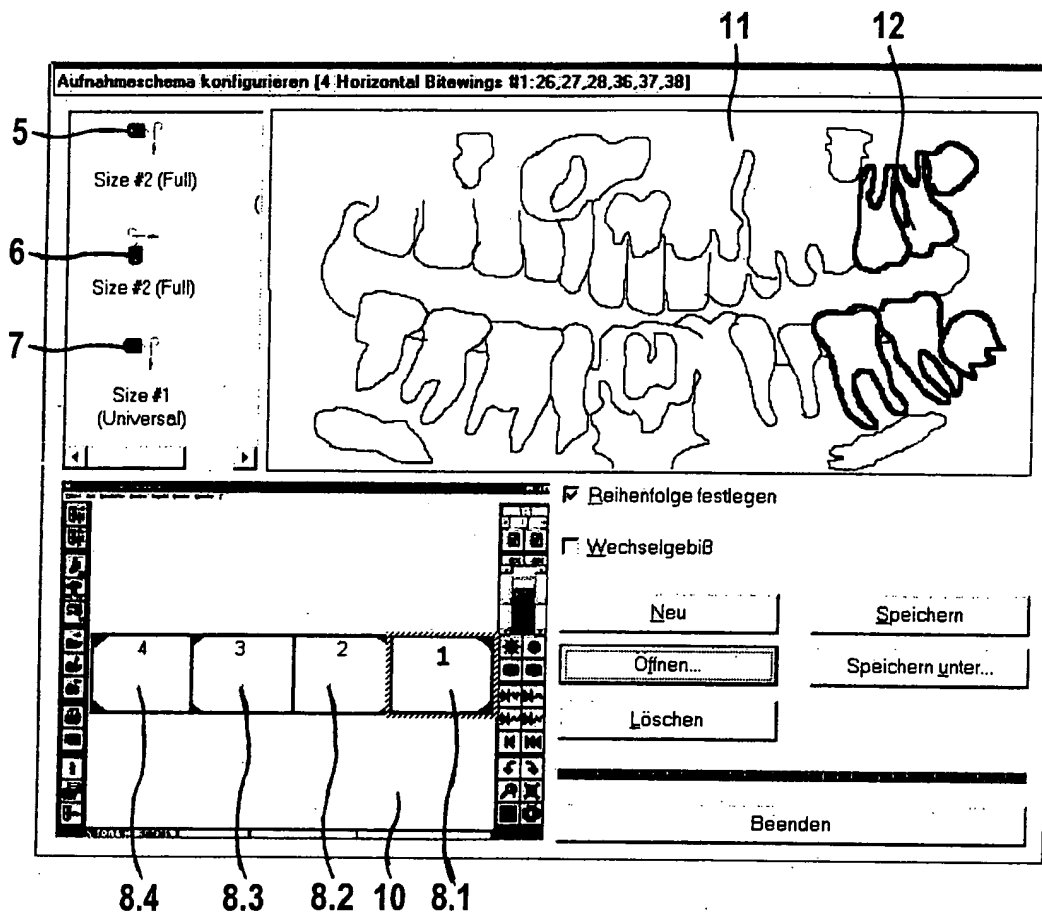 11 12
Aufnahmeschema konfigurieren [4 Horizontal Bitewings #1:26,27,28,36,37,38]
5
Size #2 (Full)
6
Size #2 (Full)
7
Size #1
(Universal)
Reihenfolge festlegen
Wechselgebiß
Neu Speichern
4 3 2 1
Öffnen... Speichern unter...
Löschen
Beenden
8.4 8.3 8.2 10 8.1